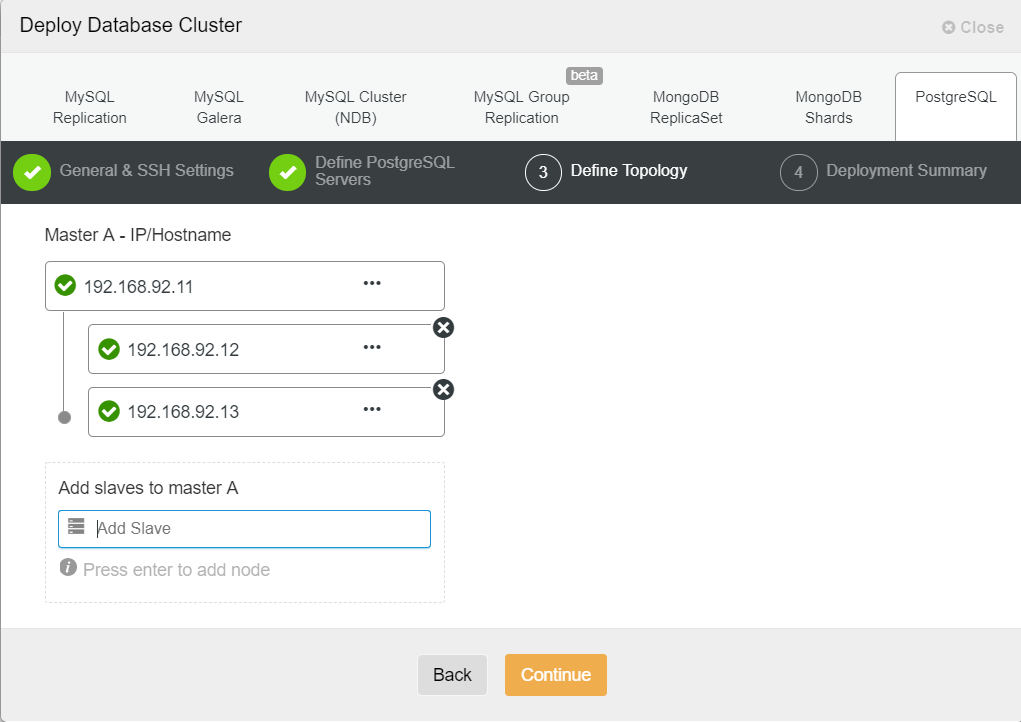 Deploy Database Cluster
Close
beta
MySQL
Replication
MySQL
Galera
MySQL Cluster
(NDB)
MySQL Group
Replication
MongoDB
ReplicaSet
MongoDB
Shards
PostgreSQL
General & SSH Settings
Define PostgreSQL
Servers
3 Define Topology
4 Deployment Summary
Master A - IP/Hostname
192.168.92.11 •••
192.168.92.12 •••
192.168.92.13 •••
Add slaves to master A
Add Slave
Press enter to add node
Back
Continue